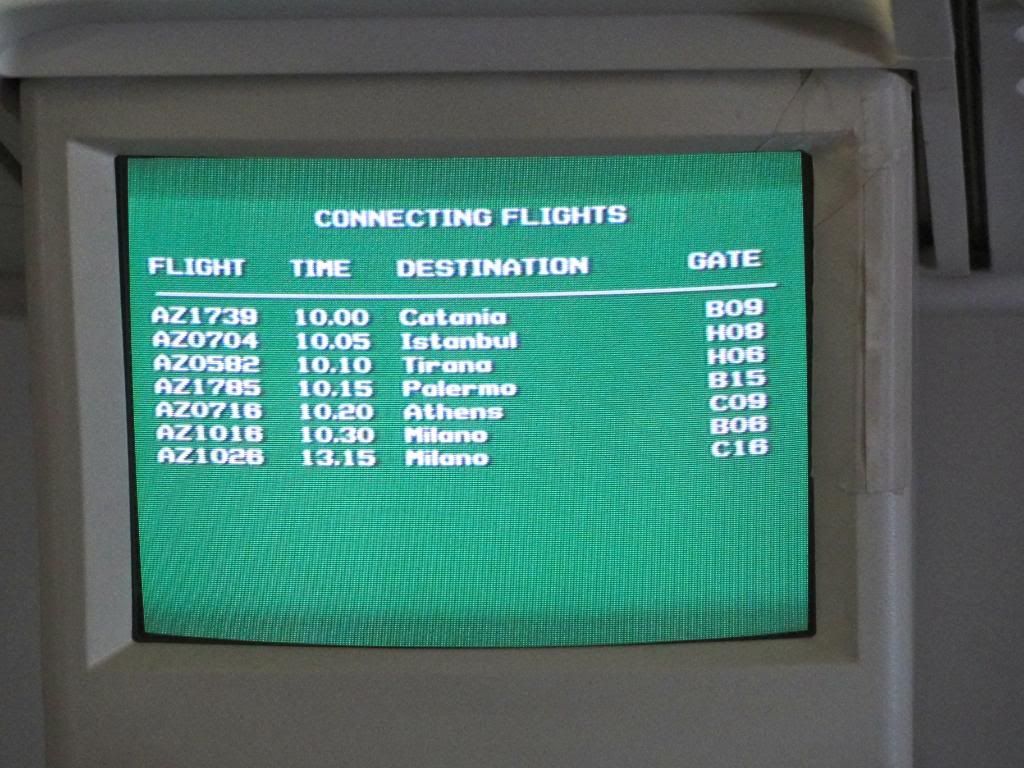 CONNECTING FLIGHTS
FLIGHT TIME DESTINATION GATE
AZ1739 10.00 Catania B09
AZ0704 10.05 Istanbul H08
AZ0582 10.10 Tirana H06
AZ1785 10.15 Palermo B15
AZ0716 10.20 Athens C09
AZ1016 10.30 Milano B06
AZ1026 13.15 Milano C16